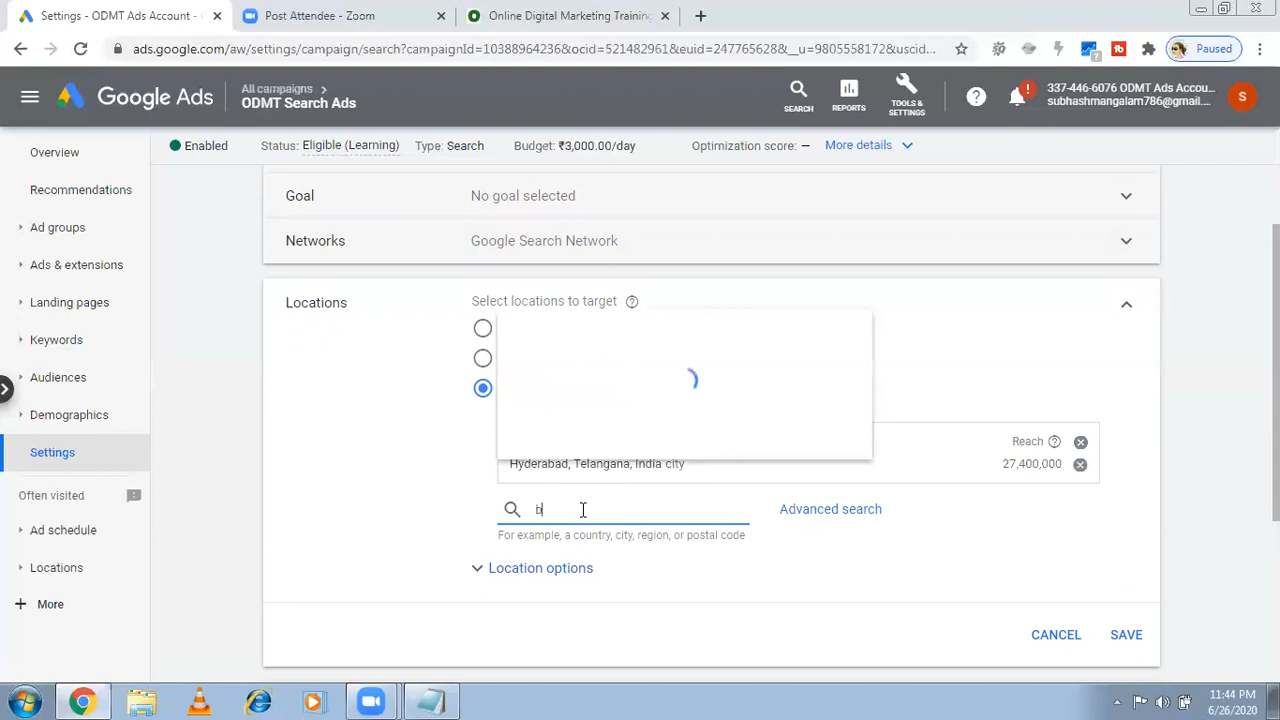 Settings - ODMT Ads Account - G
Post Attendee - Zoom
Online Digital Marketing Training
ads.google.com/aw/settings/campaign/search?campaignId=10388964236&ocid=521482961&euid=247765628&__u=9805558172&uscid...
Paused
Google Ads
All campaigns
ODMT Search Ads
SEARCH
REPORTS
TOOLS &
SETTINGS
337-446-6076 ODMT Ads Accou...
subhashmangalam786@gmail....
S
Enabled
Status: Eligible (Learning)
Type: Search
Budget: ₹3,000.00/day
Optimization score: –
More details
Overview
Recommendations
Ad groups
Ads & extensions
Landing pages
Keywords
Audiences
Demographics
Settings
Often visited
Ad schedule
Locations
More
Goal
No goal selected
Networks
Google Search Network
Locations
Select locations to target
Reach
Hyderabad, Telangana, India city
27,400,000
b
Advanced search
For example, a country, city, region, or postal code
Location options
CANCEL
SAVE
11:44 PM
6/26/2020